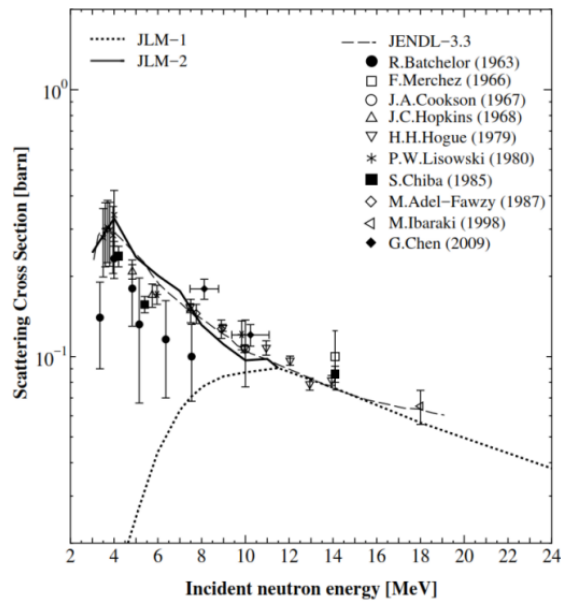 JLM−1
JLM−2
JENDL−3.3
R.Batchelor (1963)
F.Merchez (1966)
J.A.Cookson (1967)
J.C.Hopkins (1968)
H.H.Hogue (1979)
P.W.Lisowski (1980)
S.Chiba (1985)
M.Adel−Fawzy (1987)
M.Ibaraki (1998)
G.Chen (2009)
Scattering Cross Section [barn]
10⁰
10⁻¹
2 4 6 8 10 12 14 16 18 20 22 24
Incident neutron energy [MeV]